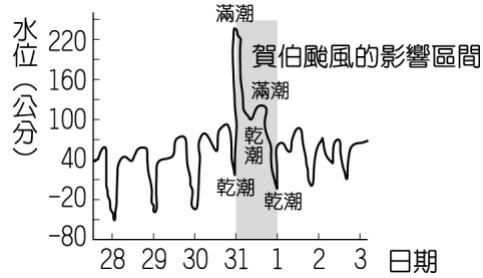 滿潮
水位（公分）
220
160
100
40
-20
-80
賀伯颱風的影響區間
滿潮
乾潮
乾潮
乾潮
28 29 30 31 1 2 3 日期